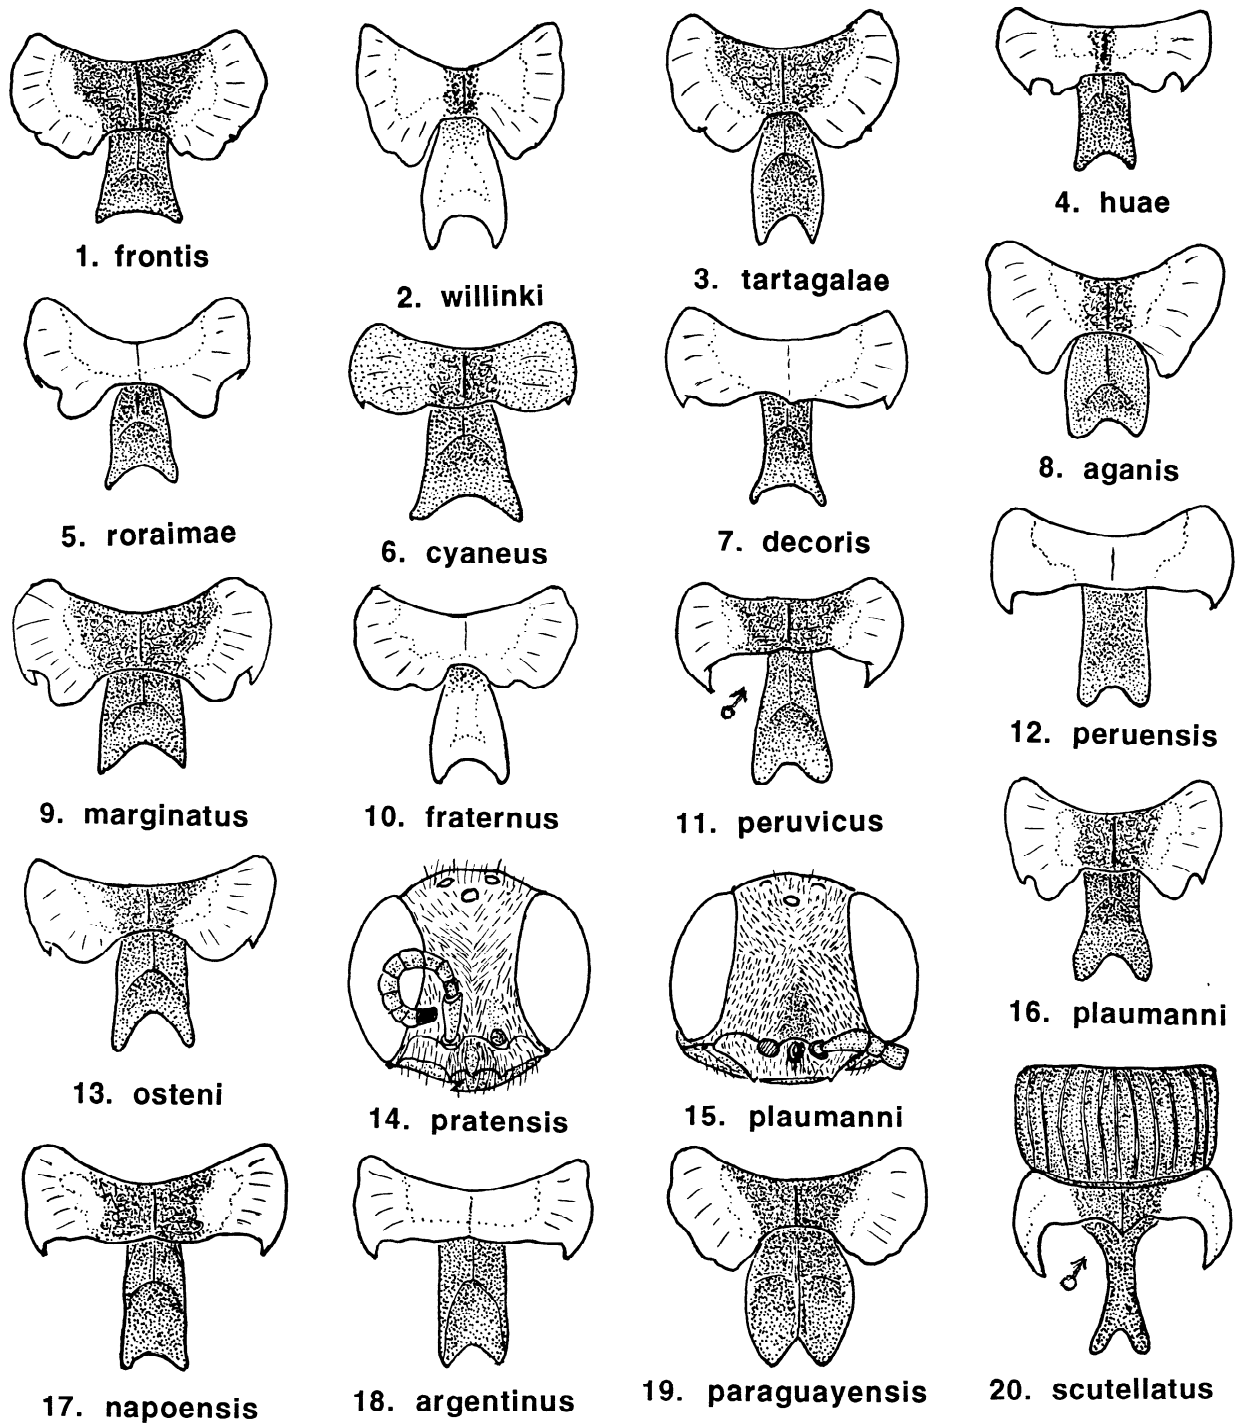 1. frontis
2. willinki
3. tartagalae
4. huae
5. roraimae
6. cyaneus
7. decoris
8. aganis
9. marginatus
10. fraternus
11. peruvicus
12. peruensis
13. osteni
14. pratensis
15. plaumanni
16. plaumanni
17. napoensis
18. argentinus
19. paraguayensis
20. scutellatus